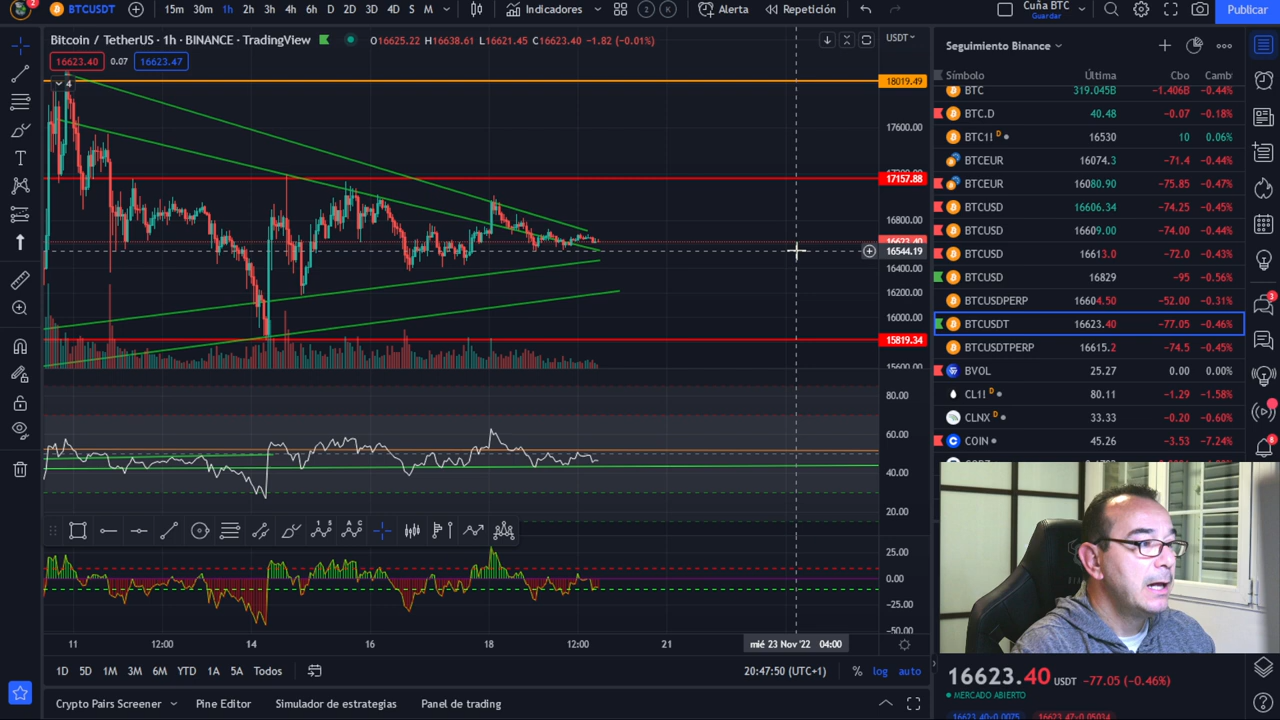 2 BTCUSDT 15m 30m 1h 2h 3h 4D S M Indicadores 2 K Alerta Repetición Cuña BTC Guardar Publicar
Bitcoin / TetherUS · 1h · BINANCE · TradingView O16625.22 H16638.61 L16621.45 C16623.40 −1.82 (−0.01%) USDT
16623.40 0.07 16623.47
4
18019.49
17600.00
17157.88
16800.00
16544.19
16400.00
16200.00
16000.00
15819.34
80.00
60.00
40.00
20.00
25.00
0.00
−25.00
−50.00
11 12:00 14 16 18 12:00 21 mié 23 Nov '22 04:00
1D 5D 1M 3M 6M YTD 1A 5A Todos 20:47:50 (UTC+1) % log auto
Crypto Pairs Screener Pine Editor Simulador de estrategias Panel de trading
Seguimiento Binance
Símbolo Última Cbo Camb
BTC 319.045B −1.406B −0.44%
BTC.D 40.48 −0.07 −0.18%
BTC1! D 16530 10 0.06%
BTCEUR 16074.3 −71.4 −0.44%
BTCEUR 16080.90 −75.85 −0.47%
BTCUSD 16606.34 −74.25 −0.45%
BTCUSD 16609.00 −74.00 −0.44%
BTCUSD 16613.0 −72.0 −0.43%
BTCUSD 16829 −95 −0.56%
BTCUSDPERP 16604.50 −52.00 −0.31%
BTCUSDT 16623.40 −77.05 −0.46%
BTCUSDTPERP 16615.2 −74.5 −0.45%
BVOL 25.27 0.00 0.00%
CL1! D 80.11 −1.29 −1.58%
CLNX D 33.33 −0.20 −0.60%
COIN 45.26 −3.53 −7.24%
16623.40 USDT −77.05 (−0.46%)
MERCADO ABIERTO
3
8